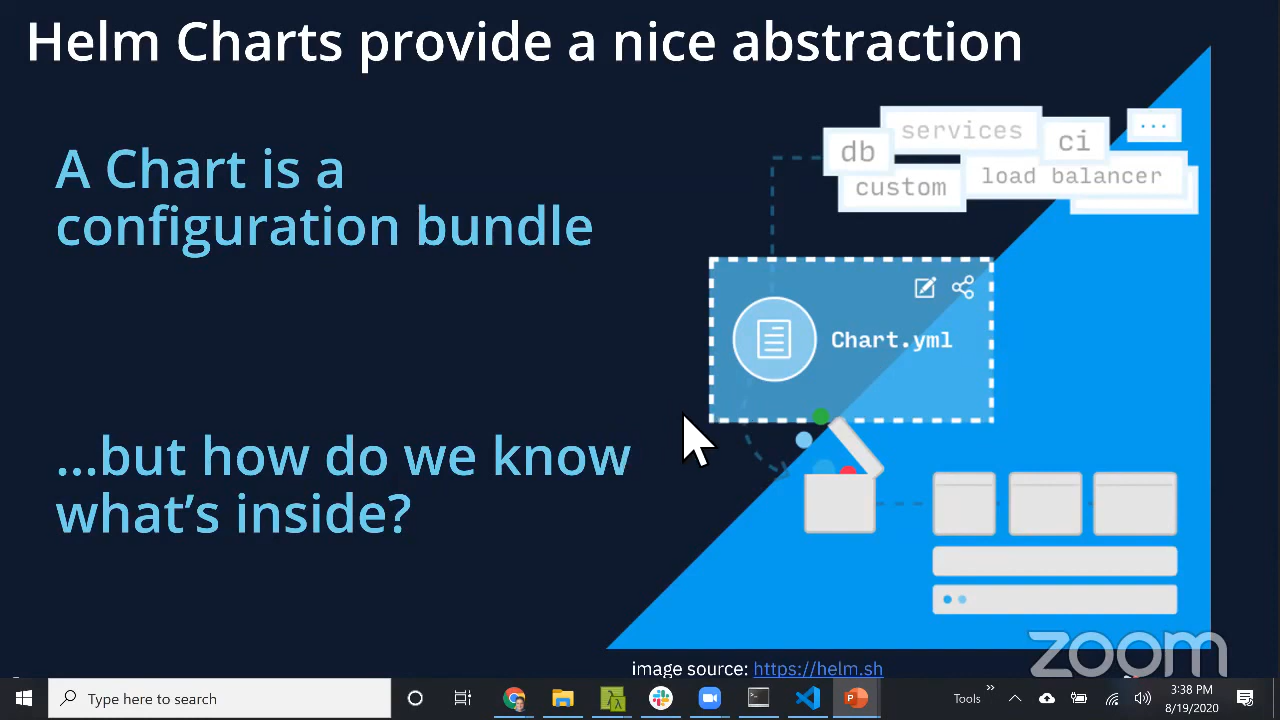 Helm Charts provide a nice abstraction
A Chart is a
configuration bundle
services
db
ci
...
custom
load balancer
Chart.yml
...but how do we know
what's inside?
zoom
image source: https://helm.sh
Type here to search
Tools
3:38 PM
8/19/2020